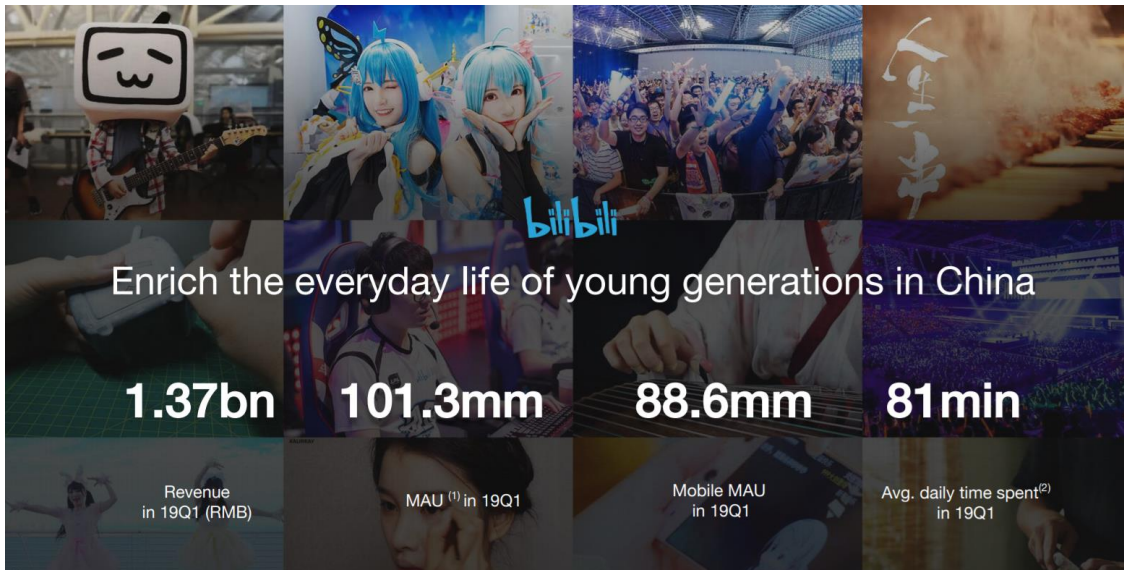 bilibili
Enrich the everyday life of young generations in China
1.37bn
101.3mm
88.6mm
81min
Revenue
in 19Q1 (RMB)
MAU (1) in 19Q1
Mobile MAU
in 19Q1
Avg. daily time spent(2)
in 19Q1